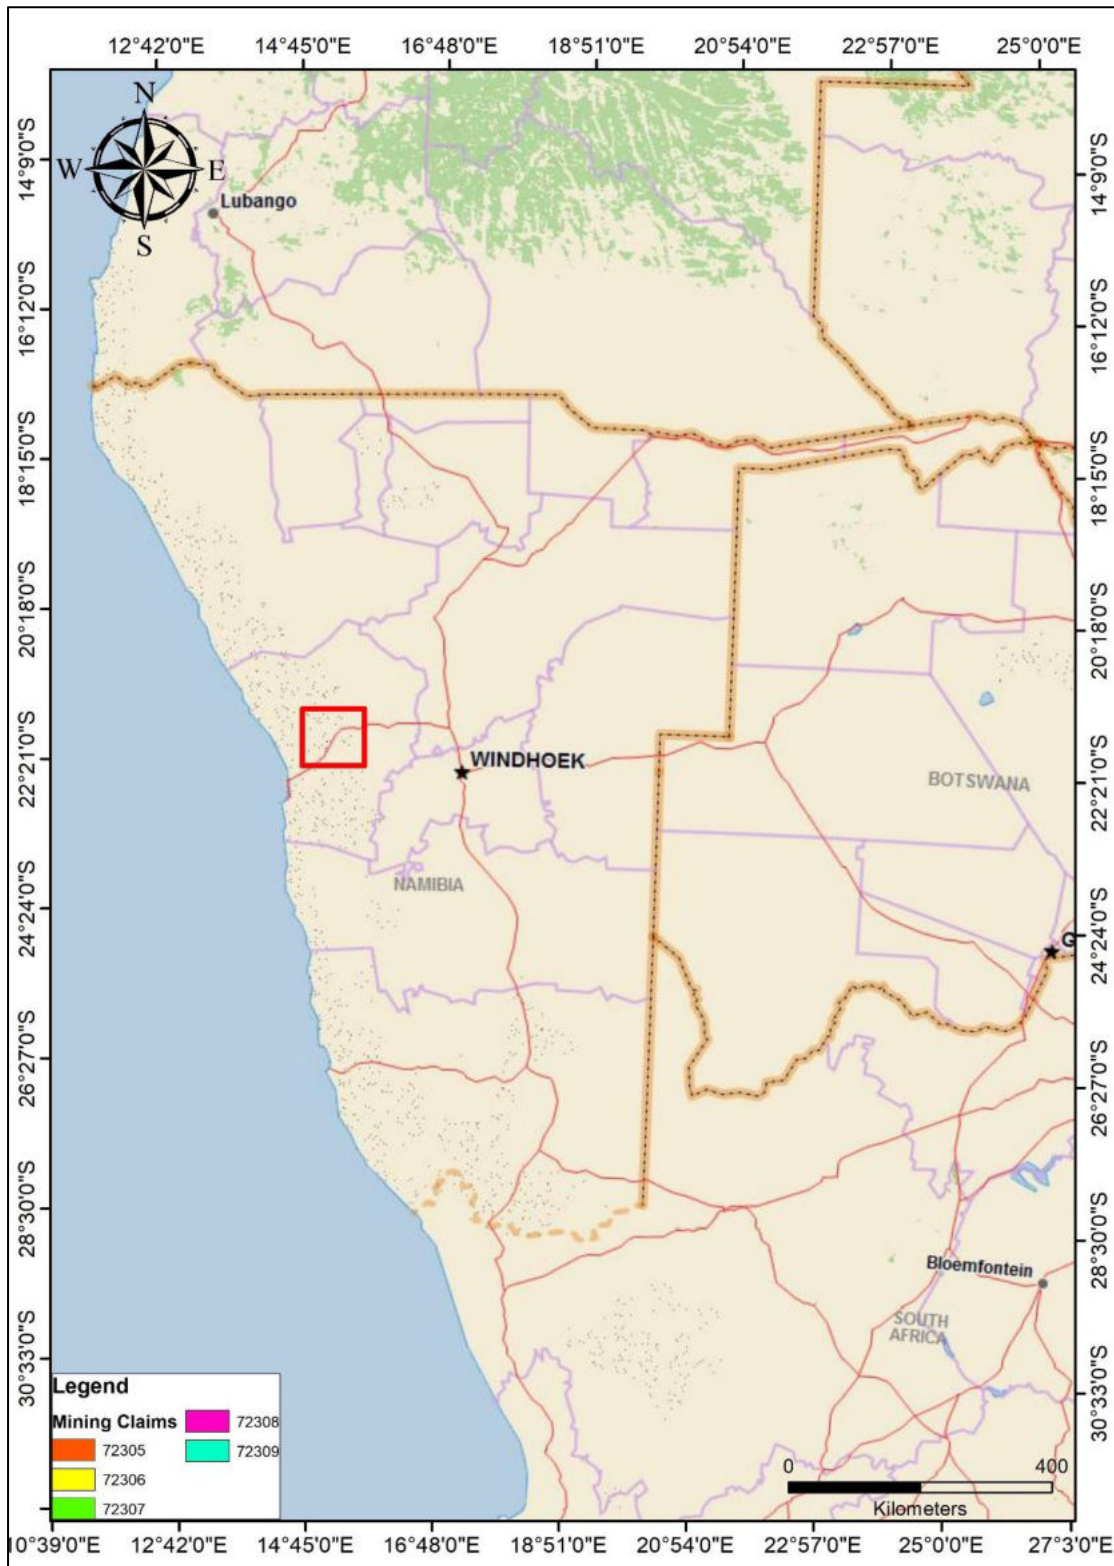 12°42'0"E 14°45'0"E 16°48'0"E 18°51'0"E 20°54'0"E 22°57'0"E 25°0'0"E
N
W E
S
Lubango
14°9'0"S
14°9'0"S
16°12'0"S
16°12'0"S
18°15'0"S
18°15'0"S
20°18'0"S
20°18'0"S
22°21'0"S
22°21'0"S
WINDHOEK
BOTSWANA
NAMIBIA
24°24'0"S
24°24'0"S
G
26°27'0"S
26°27'0"S
28°30'0"S
28°30'0"S
Bloemfontein
SOUTH
AFRICA
30°33'0"S
30°33'0"S
Legend
Mining Claims
72305
72306
72307
72308
72309
0 400
Kilometers
10°39'0"E 12°42'0"E 14°45'0"E 16°48'0"E 18°51'0"E 20°54'0"E 22°57'0"E 25°0'0"E 27°3'0"E